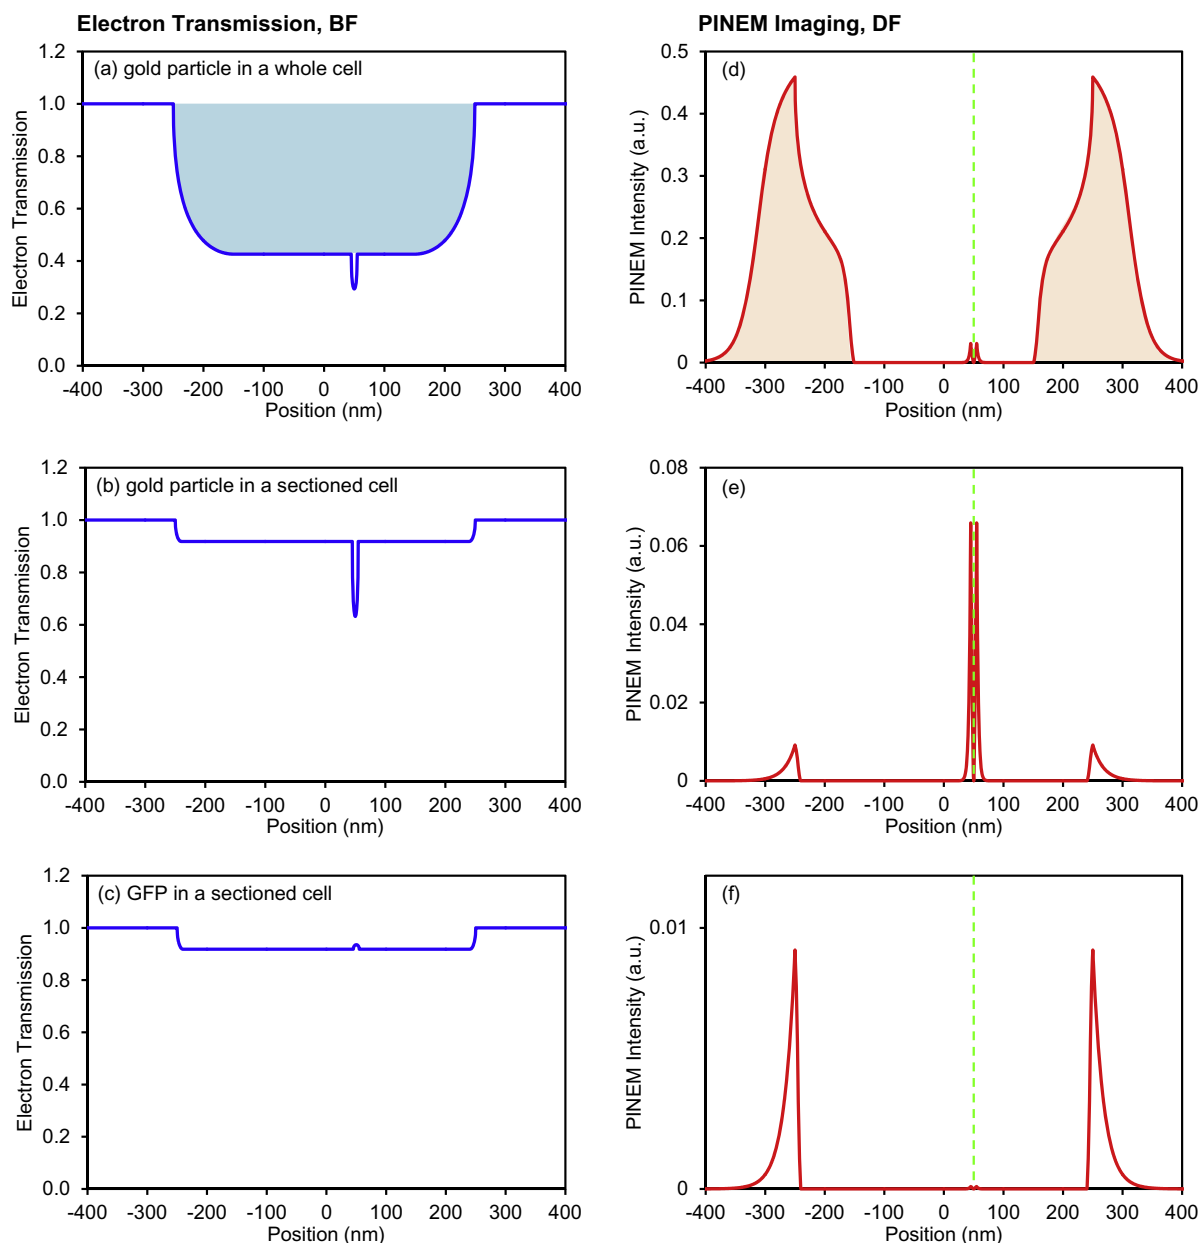 Electron Transmission, BF
PINEM Imaging, DF
1.2
1.0
0.8
0.6
0.4
0.2
0.0
Electron Transmission
(a) gold particle in a whole cell
-400 -300 -200 -100 0 100 200 300 400
Position (nm)
0.5
0.4
0.3
0.2
0.1
0
PINEM Intensity (a.u.)
(d)
-400 -300 -200 -100 0 100 200 300 400
Position (nm)
1.2
1.0
0.8
0.6
0.4
0.2
0.0
Electron Transmission
(b) gold particle in a sectioned cell
-400 -300 -200 -100 0 100 200 300 400
Position (nm)
0.08
0.06
0.04
0.02
0
PINEM Intensity (a.u.)
(e)
-400 -300 -200 -100 0 100 200 300 400
Position (nm)
1.2
1.0
0.8
0.6
0.4
0.2
0.0
Electron Transmission
(c) GFP in a sectioned cell
-400 -300 -200 -100 0 100 200 300 400
Position (nm)
0.01
0
PINEM Intensity (a.u.)
(f)
-400 -300 -200 -100 0 100 200 300 400
Position (nm)